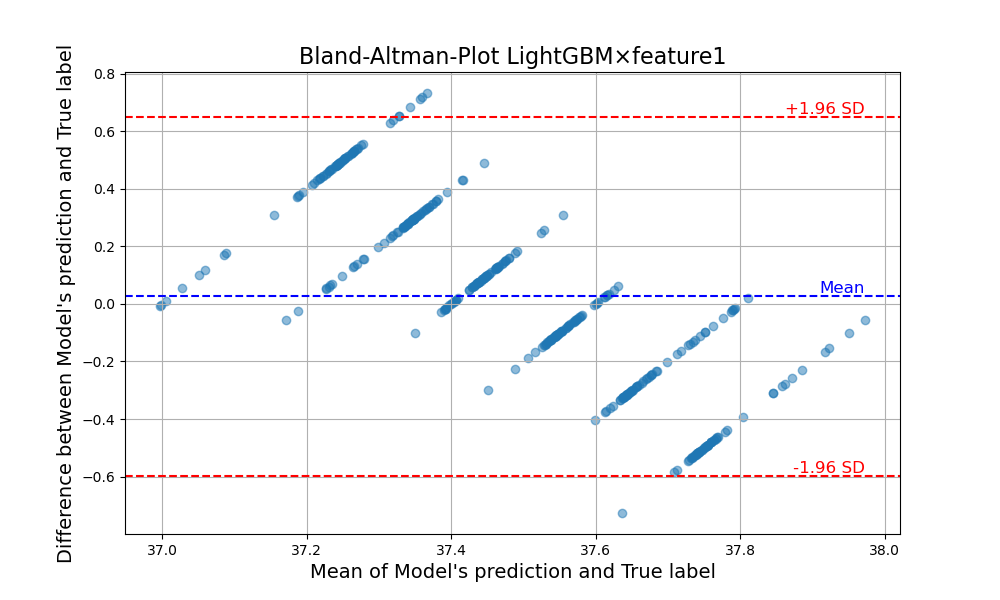 Bland-Altman-Plot LightGBM×feature1
Difference between Model's prediction and True label
0.8
0.6
0.4
0.2
0.0
−0.2
−0.4
−0.6
+1.96 SD
Mean
-1.96 SD
37.0 37.2 37.4 37.6 37.8 38.0
Mean of Model's prediction and True label